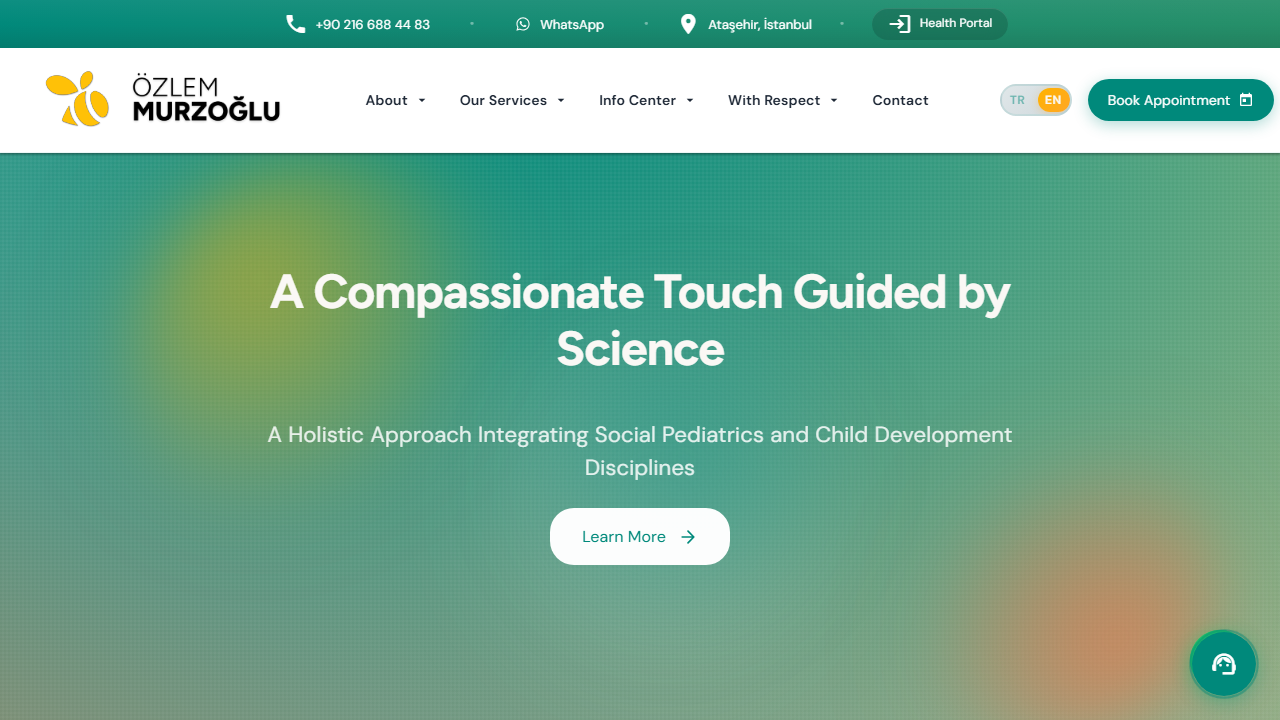 +90 216 688 44 83
WhatsApp
Ataşehir, İstanbul
Health Portal
ÖZLEM
MURZOĞLU
About
Our Services
Info Center
With Respect
Contact
TR
EN
Book Appointment
A Compassionate Touch Guided by
Science
A Holistic Approach Integrating Social Pediatrics and Child Development
Disciplines
Learn More